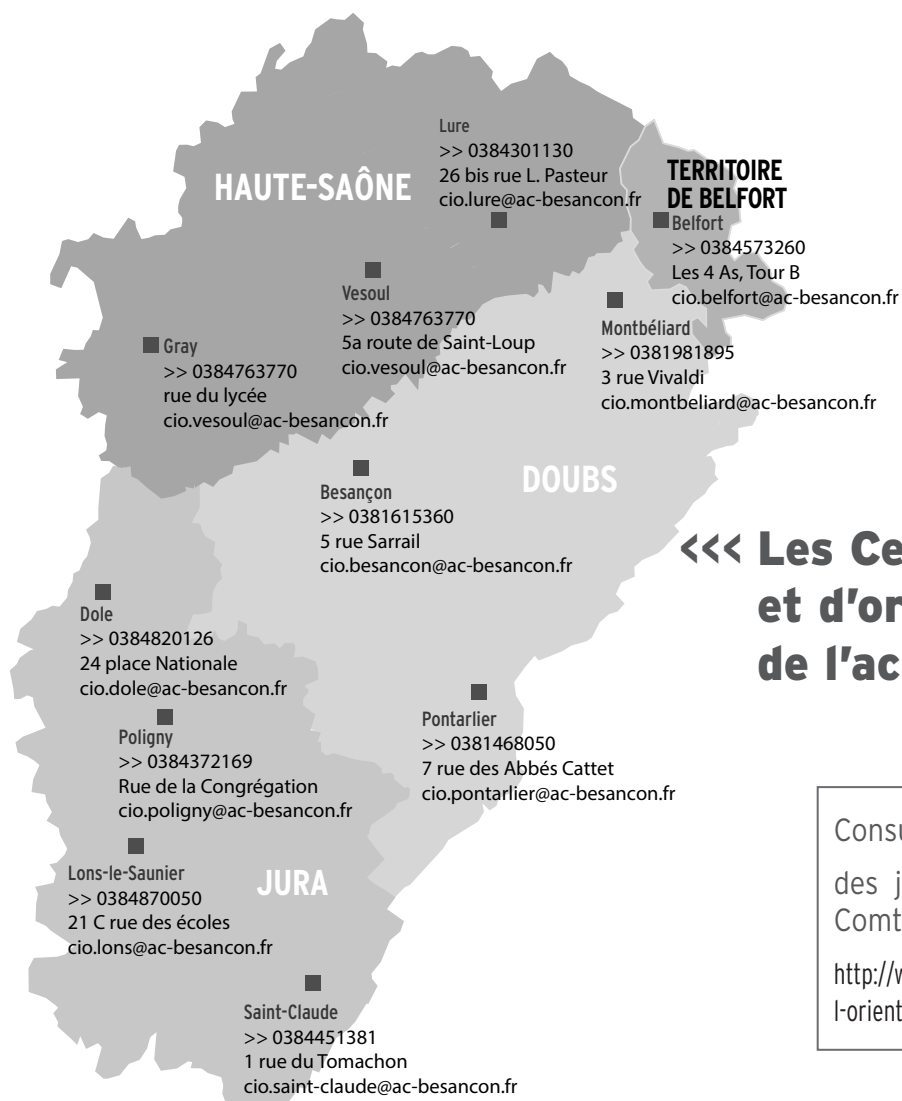 Lure
>> 0384301130
26 bis rue L. Pasteur
cio.lure@ac-besancon.fr
HAUTE-SAÔNE
TERRITOIRE
DE BELFORT
Belfort
>> 0384573260
Les 4 As, Tour B
cio.belfort@ac-besancon.fr
Vesoul
>> 0384763770
5a route de Saint-Loup
cio.vesoul@ac-besancon.fr
Montbéliard
>> 0381981895
3 rue Vivaldi
cio.montbeliard@ac-besancon.fr
Gray
>> 0384763770
rue du lycée
cio.vesoul@ac-besancon.fr
DOUBS
Besançon
>> 0381615360
5 rue Sarrail
cio.besancon@ac-besancon.fr
<<< Les Ce
et d'or
de l'ac
Dole
>> 0384820126
24 place Nationale
cio.dole@ac-besancon.fr
Poligny
>> 0384372169
Rue de la Congrégation
cio.poligny@ac-besancon.fr
Pontarlier
>> 0381468050
7 rue des Abbés Cattet
cio.pontarlier@ac-besancon.fr
Lons-le-Saunier
>> 0384870050
21 C rue des écoles
cio.lons@ac-besancon.fr
JURA
Saint-Claude
>> 0384451381
1 rue du Tomachon
cio.saint-claude@ac-besancon.fr
Consu
des j
Comt
http://w
l-orient